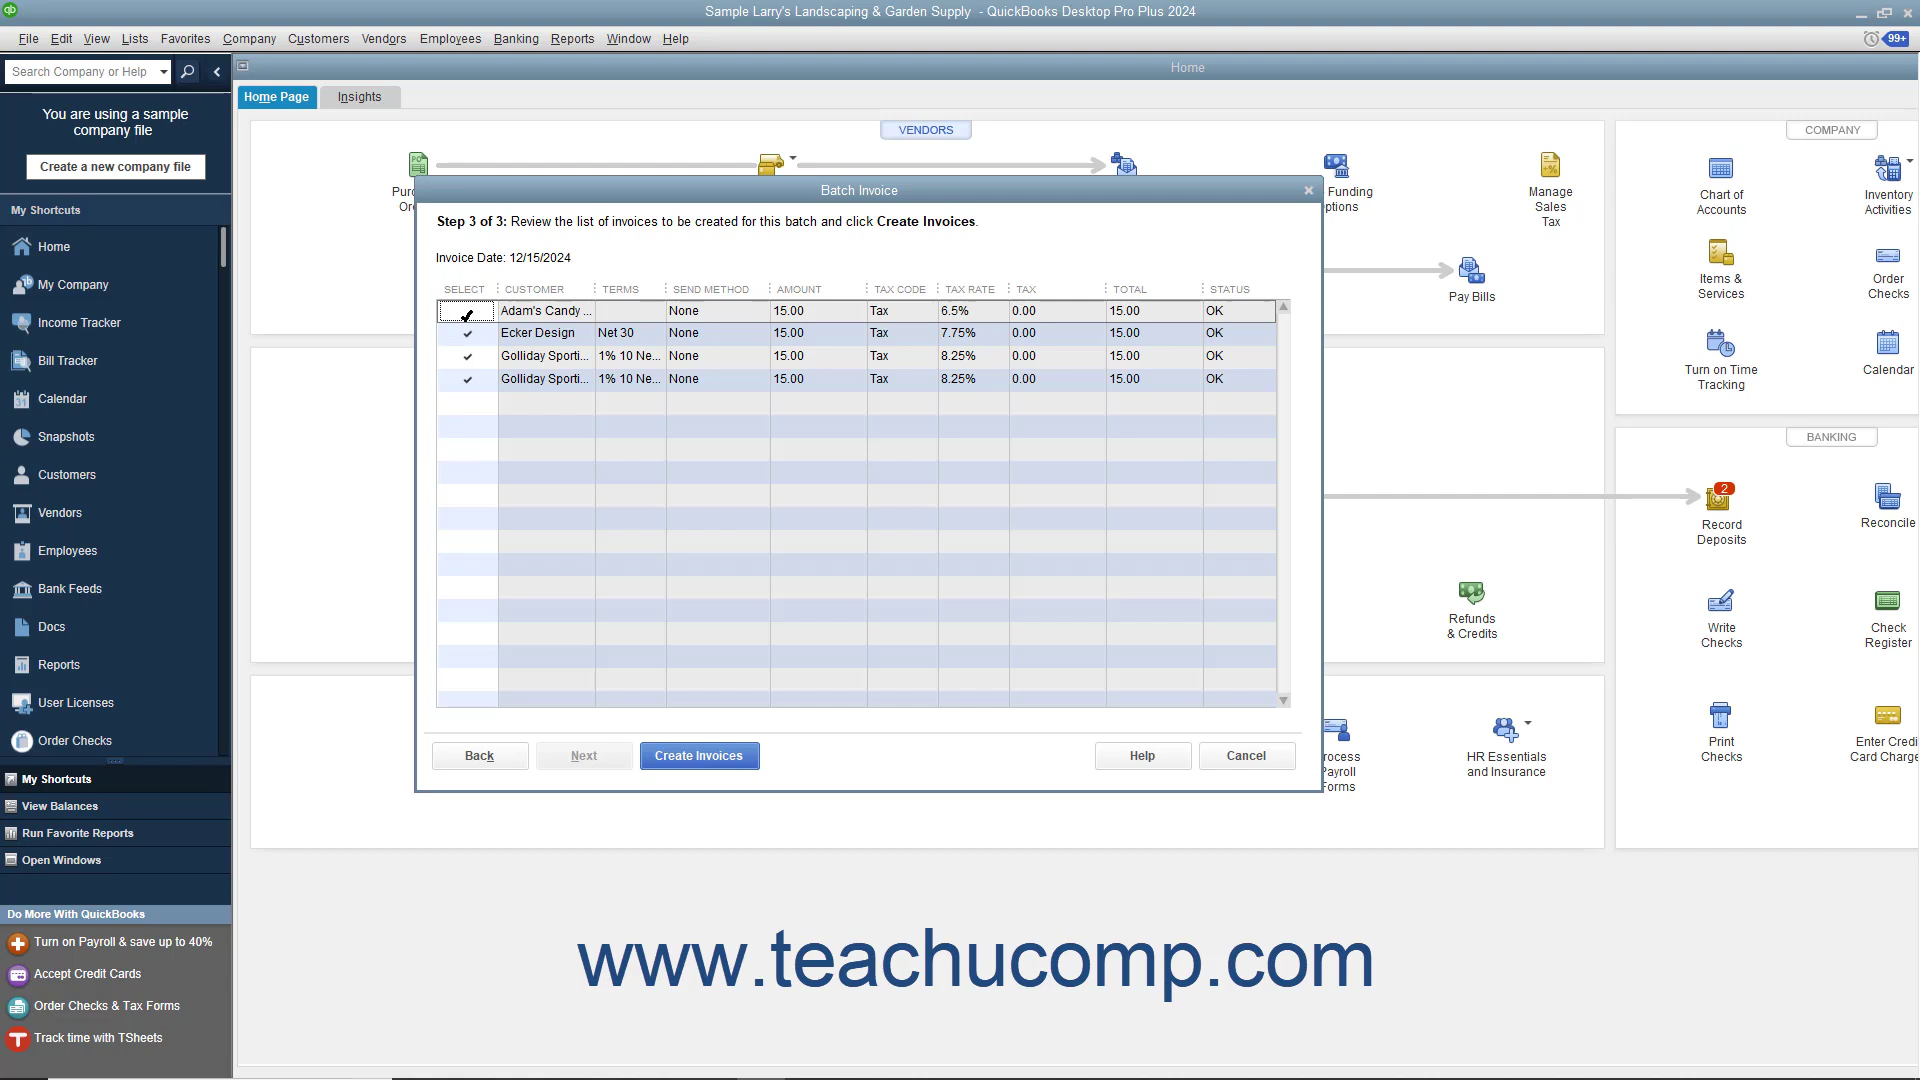 Sample Larry's Landscaping & Garden Supply - QuickBooks Desktop Pro Plus 2024
File Edit View Lists Favorites Company Customers Vendors Employees Banking Reports Window Help
99+
Search Company or Help
Home
Home Page
Insights
You are using a sample
company file
Create a new company file
My Shortcuts
Home
My Company
Income Tracker
Bill Tracker
Calendar
Snapshots
Customers
Vendors
Employees
Bank Feeds
Docs
Reports
User Licenses
Order Checks
My Shortcuts
View Balances
Run Favorite Reports
Open Windows
Do More With QuickBooks
Turn on Payroll & save up to 40%
Accept Credit Cards
Order Checks & Tax Forms
Track time with TSheets
VENDORS
Purc
Ord
Funding
ptions
Manage
Sales
Tax
Pay Bills
Batch Invoice
Step 3 of 3: Review the list of invoices to be created for this batch and click Create Invoices.
Invoice Date: 12/15/2024
SELECT CUSTOMER TERMS SEND METHOD AMOUNT TAX CODE TAX RATE TAX TOTAL STATUS
Adam's Candy ... None 15.00 Tax 6.5% 0.00 15.00 OK
Ecker Design Net 30 None 15.00 Tax 7.75% 0.00 15.00 OK
Golliday Sporti... 1% 10 Ne... None 15.00 Tax 8.25% 0.00 15.00 OK
Golliday Sporti... 1% 10 Ne... None 15.00 Tax 8.25% 0.00 15.00 OK
Back
Next
Create Invoices
Help
Cancel
Refunds
& Credits
rocess
Payroll
Forms
HR Essentials
and Insurance
COMPANY
Chart of
Accounts
Inventory
Activities
Items &
Services
Order
Checks
Turn on Time
Tracking
Calendar
BANKING
2
Record
Deposits
Reconcile
Write
Checks
Check
Register
Print
Checks
Enter Credi
Card Charge
www.teachucomp.com